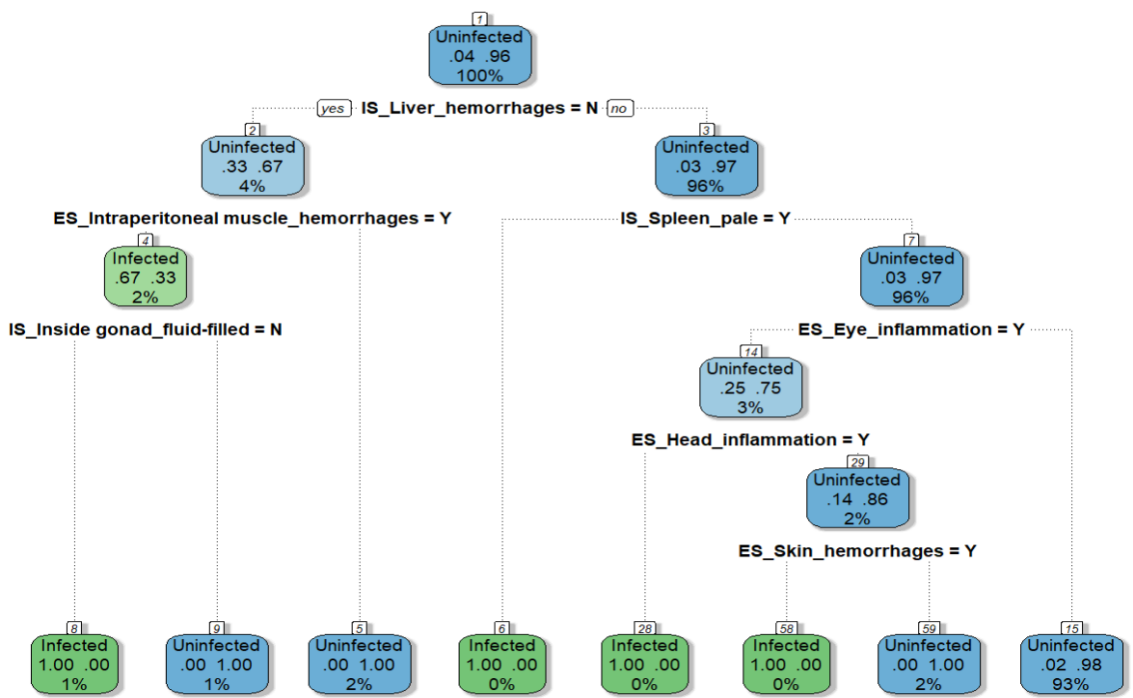 1
Uninfected
.04 .96
100%
yes IS_Liver_hemorrhages = N no
2
Uninfected
.33 .67
4%
3
Uninfected
.03 .97
96%
ES_Intraperitoneal muscle_hemorrhages = Y
IS_Spleen_pale = Y
4
Infected
.67 .33
2%
7
Uninfected
.03 .97
96%
IS_Inside gonad_fluid-filled = N
ES_Eye_inflammation = Y
14
Uninfected
.25 .75
3%
ES_Head_inflammation = Y
29
Uninfected
.14 .86
2%
ES_Skin_hemorrhages = Y
8
Infected
1.00 .00
1%
9
Uninfected
.00 1.00
1%
5
Uninfected
.00 1.00
2%
6
Infected
1.00 .00
0%
28
Infected
1.00 .00
0%
58
Infected
1.00 .00
0%
59
Uninfected
.00 1.00
2%
15
Uninfected
.02 .98
93%